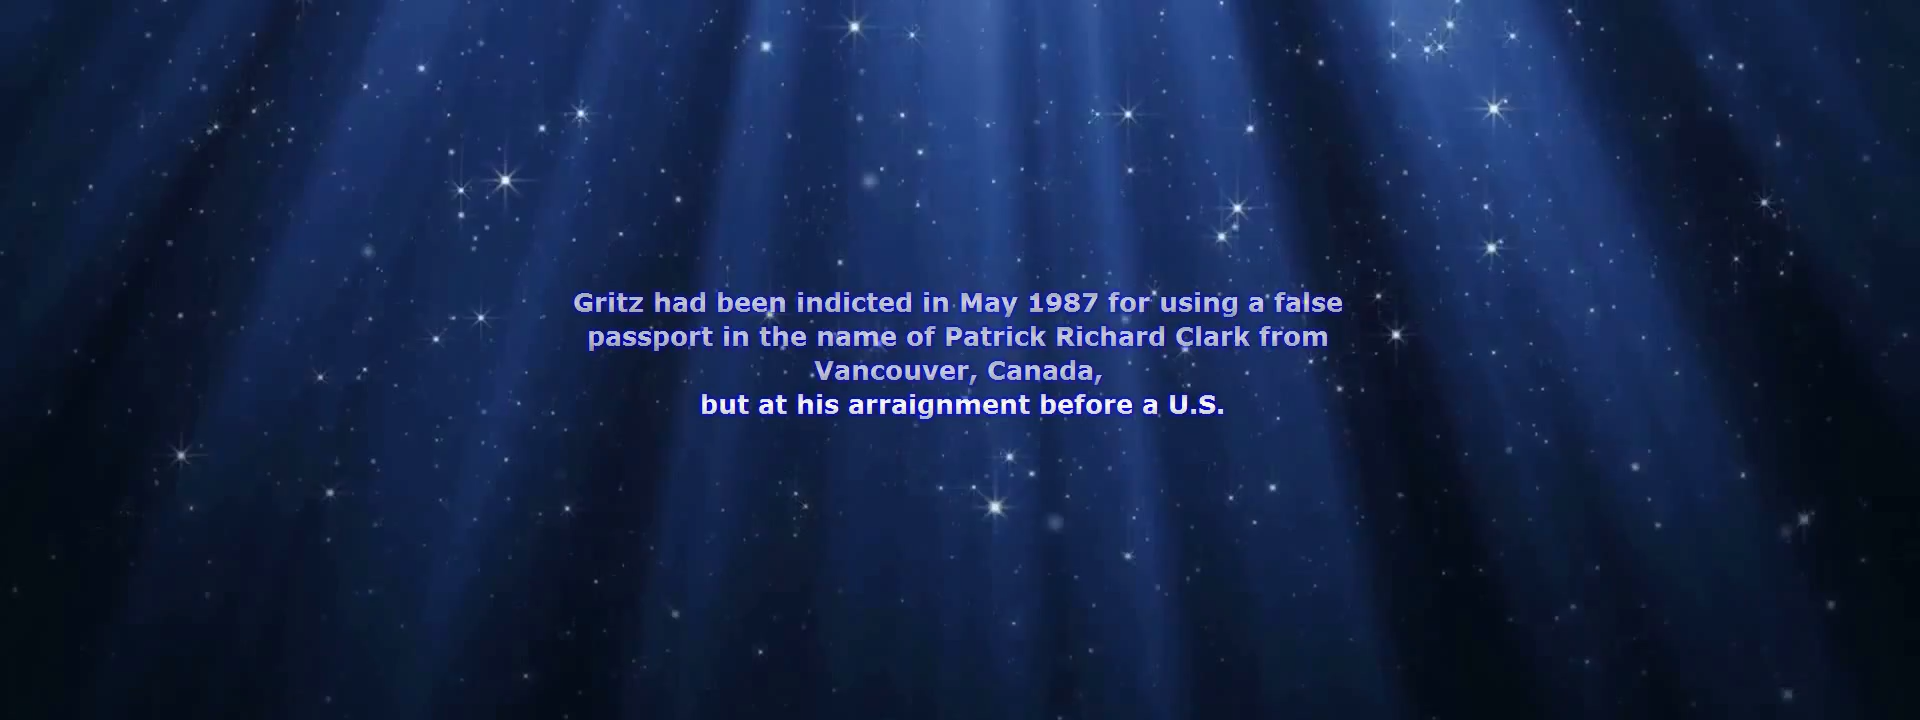 Gritz had been indicted in May 1987 for using a false
passport in the name of Patrick Richard Clark from
Vancouver, Canada,
but at his arraignment before a U.S.